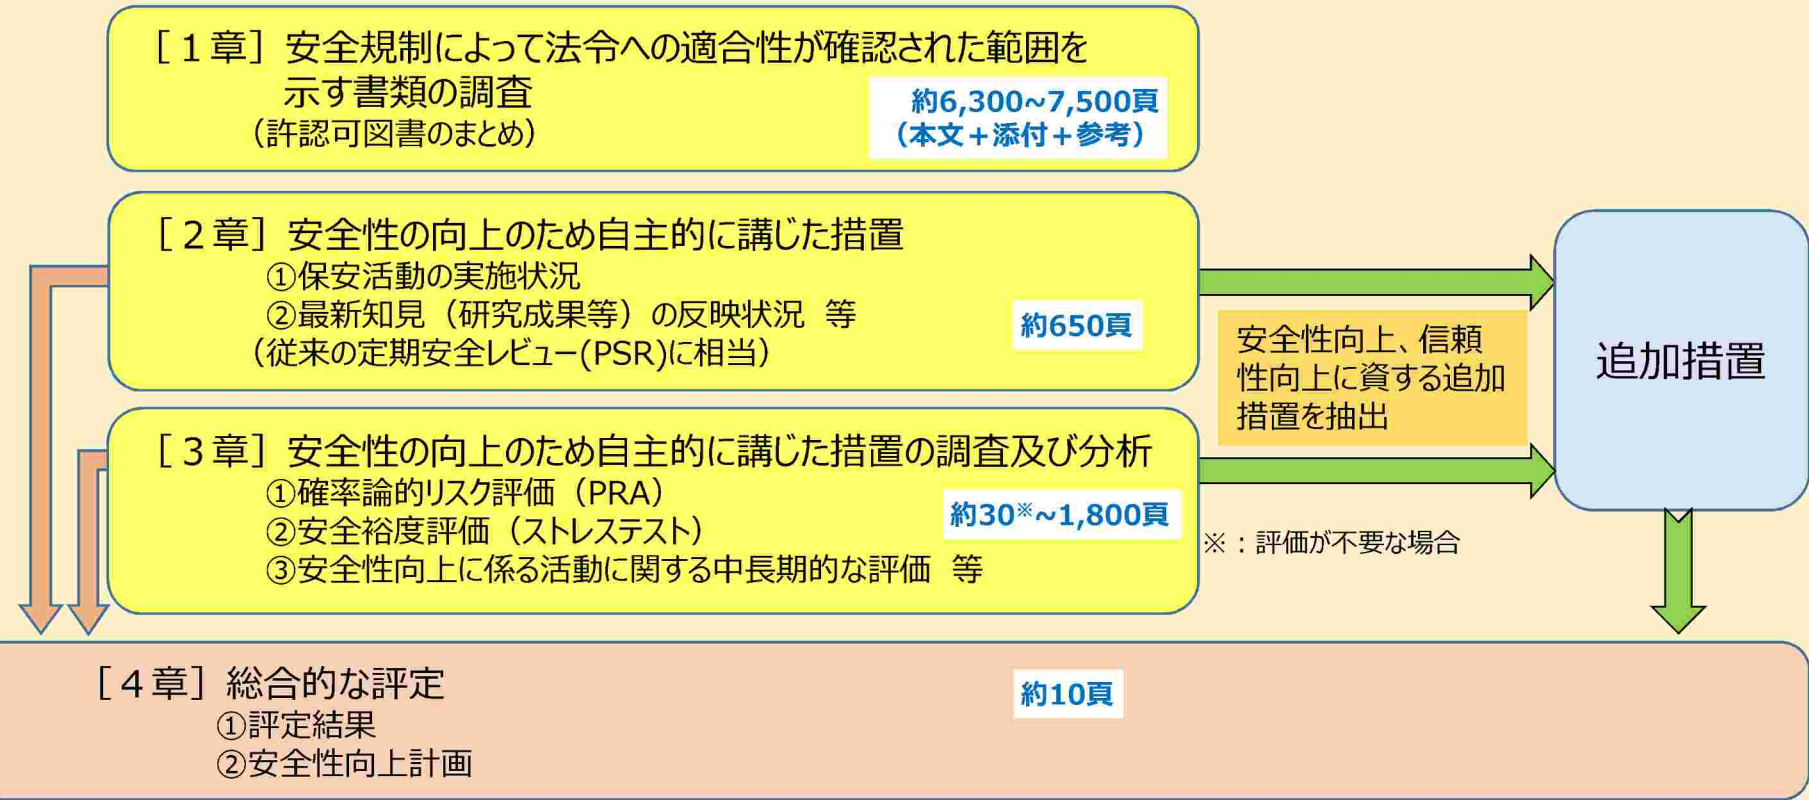 ［１章］安全規制によって法令への適合性が確認された範囲を
示す書類の調査
（許認可図書のまとめ）
約6,300~7,500頁
（本文＋添付＋参考）
［２章］安全性の向上のため自主的に講じた措置
①保安活動の実施状況
②最新知見（研究成果等）の反映状況 等
（従来の定期安全レビュー(PSR)に相当）
約650頁
安全性向上、信頼
性向上に資する追加
措置を抽出
追加措置
［３章］安全性の向上のため自主的に講じた措置の調査及び分析
①確率論的リスク評価（PRA）
②安全裕度評価（ストレステスト）
③安全性向上に係る活動に関する中長期的な評価 等
約30※~1,800頁
※：評価が不要な場合
［４章］総合的な評定
①評定結果
②安全性向上計画
約10頁